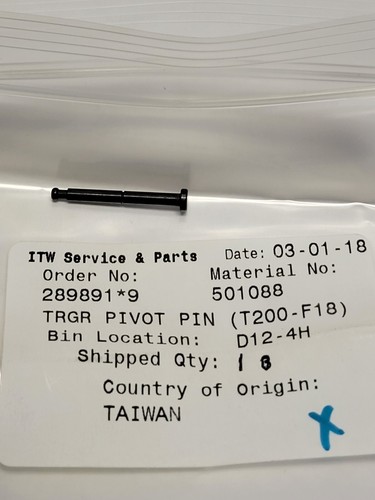 ITW Service & Parts Date: 03-01-18
Order No: Material No:
289891*9 501088
TRGR PIVOT PIN (T200-F18)
Bin Location: D12-4H
Shipped Qty: 1
Country of Origin:
TAIWAN
X